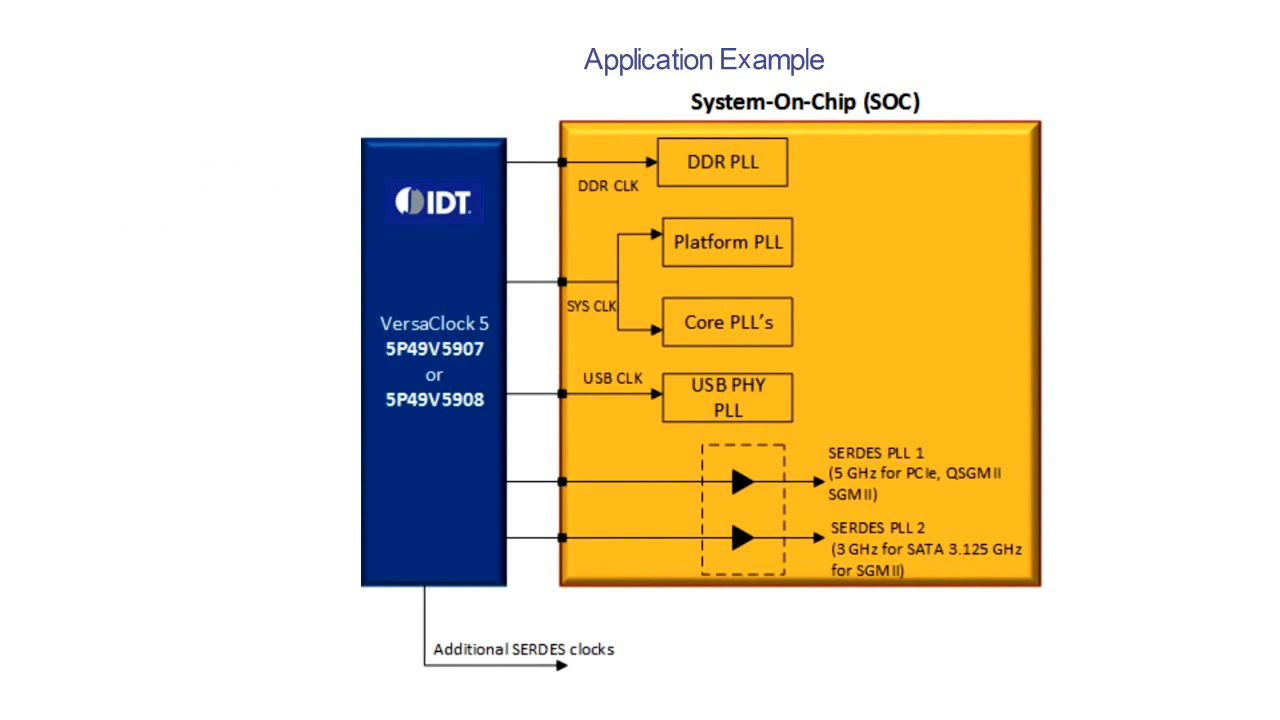 Application Example
System-On-Chip (SOC)
IDT.
VersaClock 5
5P49V5907
or
5P49V5908
DDR CLK
DDR PLL
SYS CLK
Platform PLL
Core PLL’s
USB CLK
USB PHY
PLL
SERDES PLL 1
(5 GHz for PCIe, QSGMII
SGMII)
SERDES PLL 2
(3 GHz for SATA 3.125 GHz
for SGMII)
Additional SERDES clocks